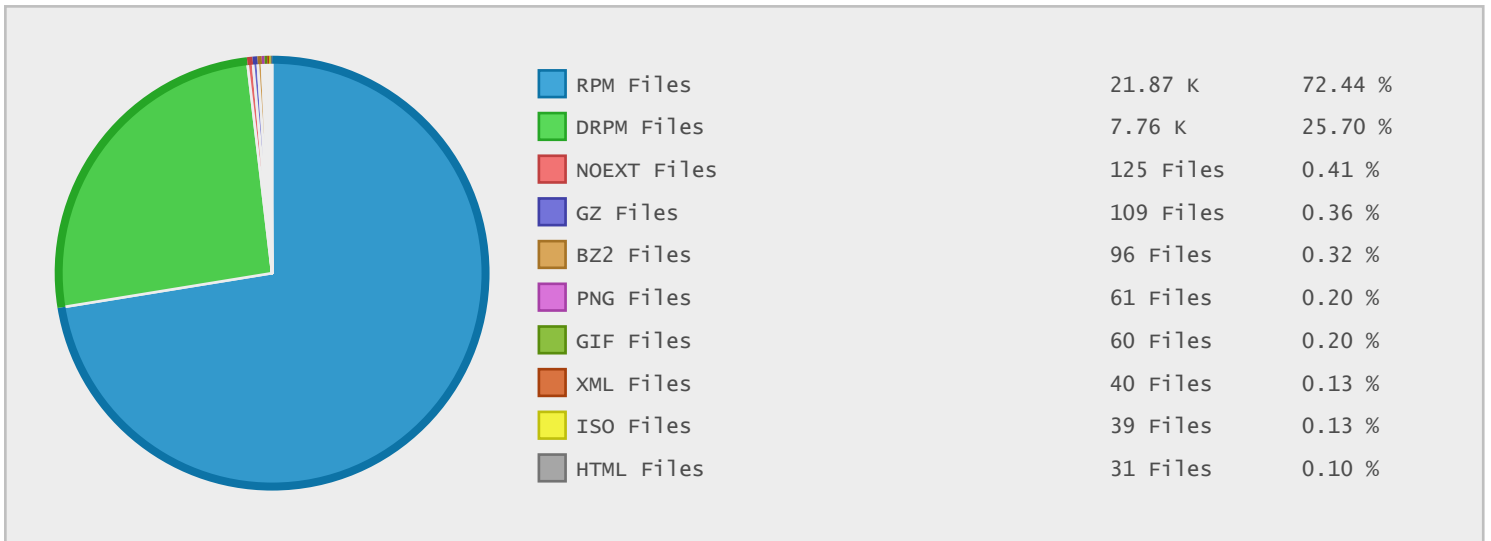 RPM Files 21.87 K 72.44 %
DRPM Files 7.76 K 25.70 %
NOEXT Files 125 Files 0.41 %
GZ Files 109 Files 0.36 %
BZ2 Files 96 Files 0.32 %
PNG Files 61 Files 0.20 %
GIF Files 60 Files 0.20 %
XML Files 40 Files 0.13 %
ISO Files 39 Files 0.13 %
HTML Files 31 Files 0.10 %